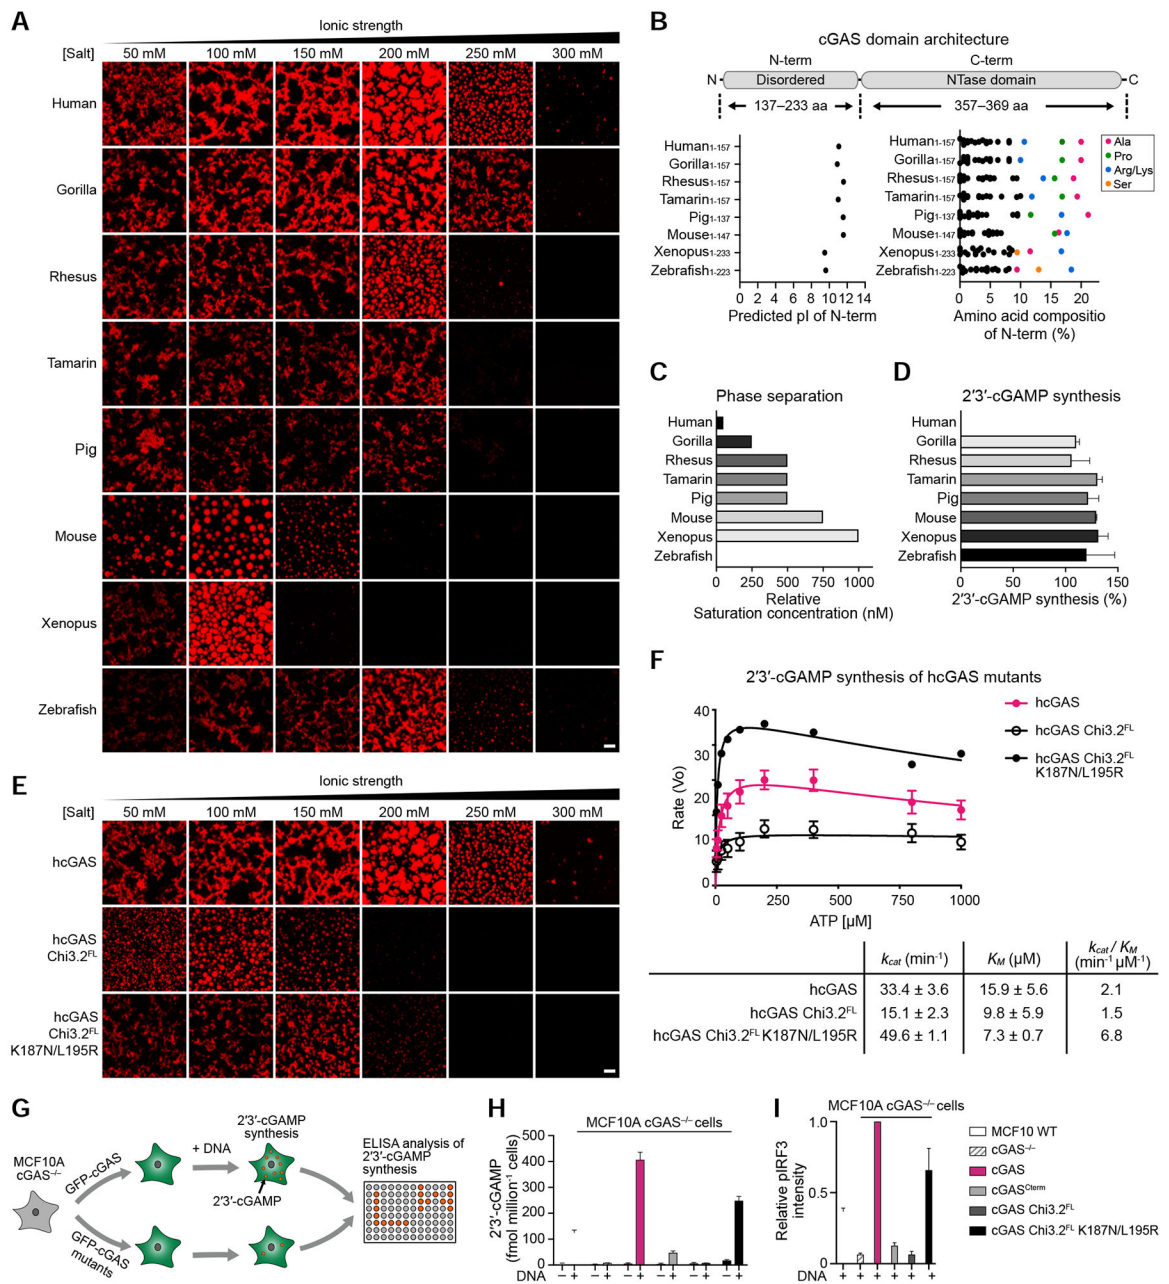 A
Ionic strength
[Salt] 50 mM 100 mM 150 mM 200 mM 250 mM 300 mM
Human
Gorilla
Rhesus
Tamarin
Pig
Mouse
Xenopus
Zebrafish
B
cGAS domain architecture
N-term C-term
N Disordered NTase domain C
137–233 aa 357–369 aa
Human1-157
Gorilla1-157
Rhesus1-157
Tamarin1-157
Pig1-137
Mouse1-147
Xenopus1-233
Zebrafish1-223
0 2 4 6 8 10 12 14
Predicted pI of N-term
Human1-157
Gorilla1-157
Rhesus1-157
Tamarin1-157
Pig1-137
Mouse1-147
Xenopus1-233
Zebrafish1-223
0 5 10 15 20
Amino acid compositio
of N-term (%)
Ala
Pro
Arg/Lys
Ser
C
Phase separation
Human
Gorilla
Rhesus
Tamarin
Pig
Mouse
Xenopus
Zebrafish
0 250 500 750 1000
Relative
Saturation concentration (nM)
D
2′3′-cGAMP synthesis
Human
Gorilla
Rhesus
Tamarin
Pig
Mouse
Xenopus
Zebrafish
0 50 100 150
2′3′-cGAMP synthesis (%)
E
Ionic strength
[Salt] 50 mM 100 mM 150 mM 200 mM 250 mM 300 mM
hcGAS
hcGAS
Chi3.2FL
hcGAS
Chi3.2FL
K187N/L195R
F
2′3′-cGAMP synthesis of hcGAS mutants
40
30
20
10
0
Rate (Vo)
0 250 500 750 1000
ATP [µM]
hcGAS
hcGAS Chi3.2FL
hcGAS Chi3.2FL
K187N/L195R
kcat (min-1) KM (µM) kcat / KM
(min-1 µM-1)
hcGAS 33.4 ± 3.6 15.9 ± 5.6 2.1
hcGAS Chi3.2FL 15.1 ± 2.3 9.8 ± 5.9 1.5
hcGAS Chi3.2FL K187N/L195R 49.6 ± 1.1 7.3 ± 0.7 6.8
G
MCF10A
cGAS–/–
GFP-cGAS
GFP-cGAS
mutants
+ DNA
2′3′-cGAMP
synthesis
2′3′-cGAMP
ELISA analysis of
2′3′-cGAMP
synthesis
H
MCF10A cGAS–/– cells
500
400
300
200
100
0
2′3′-cGAMP
(fmol million-1 cells)
DNA – + – + – + – + – + – +
I
MCF10A cGAS–/– cells
1.0
0.5
0
Relative pIRF3
intensity
DNA + + + + + +
MCF10 WT
cGAS–/–
cGAS
cGASCterm
cGAS Chi3.2FL
cGAS Chi3.2FL K187N/L195R